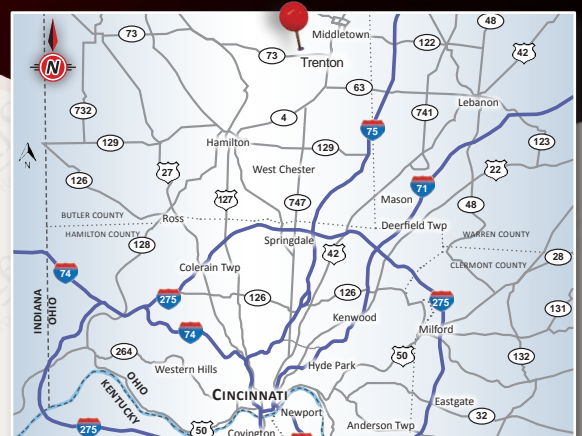 48
73
Middletown
122
42
N
73
Trenton
63
Lebanon
732
4
741
75
129
Hamilton
129
123
N
West Chester
27
22
126
71
127
747
Mason
48
BUTLER COUNTY
Ross
Deerfield Twp
HAMILTON COUNTY
WARREN COUNTY
128
Springdale
42
28
CLERMONT COUNTY
74
Colerain Twp
INDIANA
OHIO
275
126
126
275
131
Kenwood
74
Milford
264
50
132
Western Hills
Hyde Park
OHIO
KENTUCKY
CINCINNATI
Eastgate
Newport
32
275
50
Covington
Anderson Twp